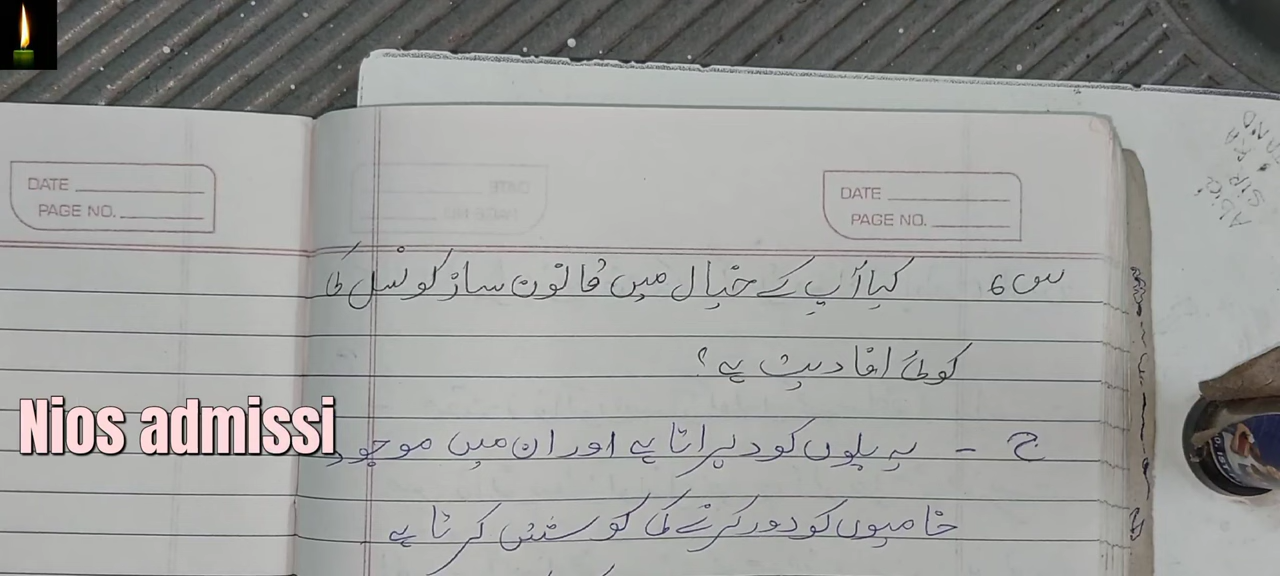 DATE
PAGE NO.
DATE
PAGE NO.
س 6 کیا آپ کے خیال میں قانون ساز کونسل کی
کوئی افادیت ہے؟
ج - یہ بلوں کو دہراتا ہے اور ان میں موجود
خامیوں کو دور کرنے کی کوشش کرتا ہے
Nios admissi